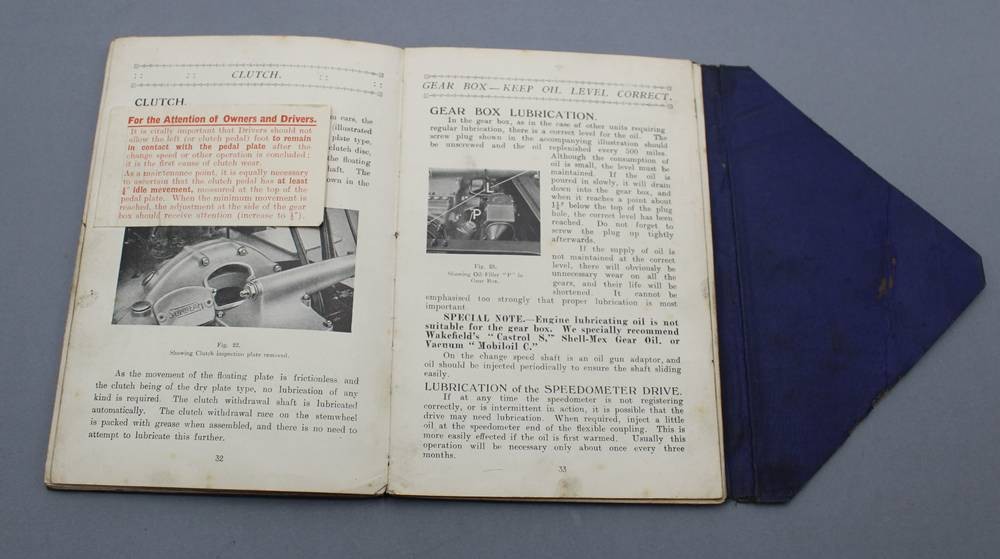 CLUTCH.
CLUTCH.
For the Attention of Owners and Drivers.
It is vitally important that Drivers should not
allow the left (or clutch pedal) foot to remain
in contact with the pedal plate after the
change speed or other operation is concluded:
it is the first cause of clutch wear.
As a maintenance point, it is equally necessary
to ascertain that the clutch pedal has at least
idle movement, measured at the top of the
pedal plate. When the minimum movement is
reached, the adjustment at the side of the gear
box should receive attention (increase to ½").
cars, the
(illustrated
plate type,
clutch disc,
the floating
shaft. The
in the
Fig. 22.
Showing Clutch inspection plate removed.
As the movement of the floating plate is frictionless and
the clutch being of the dry plate type, no lubrication of any
kind is required. The clutch withdrawal shaft is lubricated
automatically. The clutch withdrawal race on the stemwheel
is packed with grease when assembled, and there is no need to
attempt to lubricate this further.
32
GEAR BOX—KEEP OIL LEVEL CORRECT.
GEAR BOX LUBRICATION.
In the gear box, as in the case of other units requiring
regular lubrication, there is a correct level for the oil. The
screw plug shown in the accompanying illustration should
be unscrewed and the oil replenished every 500 miles.
Although the consumption of
oil is small, the level must be
maintained. If the oil is
poured in slowly, it will drain
down into the gear box, and
when it reaches a point about
1½" below the top of the plug
hole, the correct level has been
reached. Do not forget to
screw the plug up tightly
afterwards.
P
Showing Oil Filler "P" in
Gear Box.
If the supply of oil is
not maintained at the correct
level, there will obviously be
unnecessary wear on all the
gears, and their life will be
shortened. It cannot be
emphasised too strongly that proper lubrication is most
important
SPECIAL NOTE.—Engine lubricating oil is not
suitable for the gear box. We specially recommend
Wakefield's "Castrol S," Shell-Mex Gear Oil, or
Vacuum "Mobiloil C."
On the change speed shaft is an oil gun adaptor, and
oil should be injected periodically to ensure the shaft sliding
easily.
LUBRICATION of the SPEEDOMETER DRIVE.
If at any time the speedometer is not registering
correctly, or is intermittent in action, it is possible that the
drive may need lubrication. When required, inject a little
oil at the speedometer end of the flexible coupling. This is
more easily effected if the oil is first warmed. Usually this
operation will be necessary only about once every three
months.
33